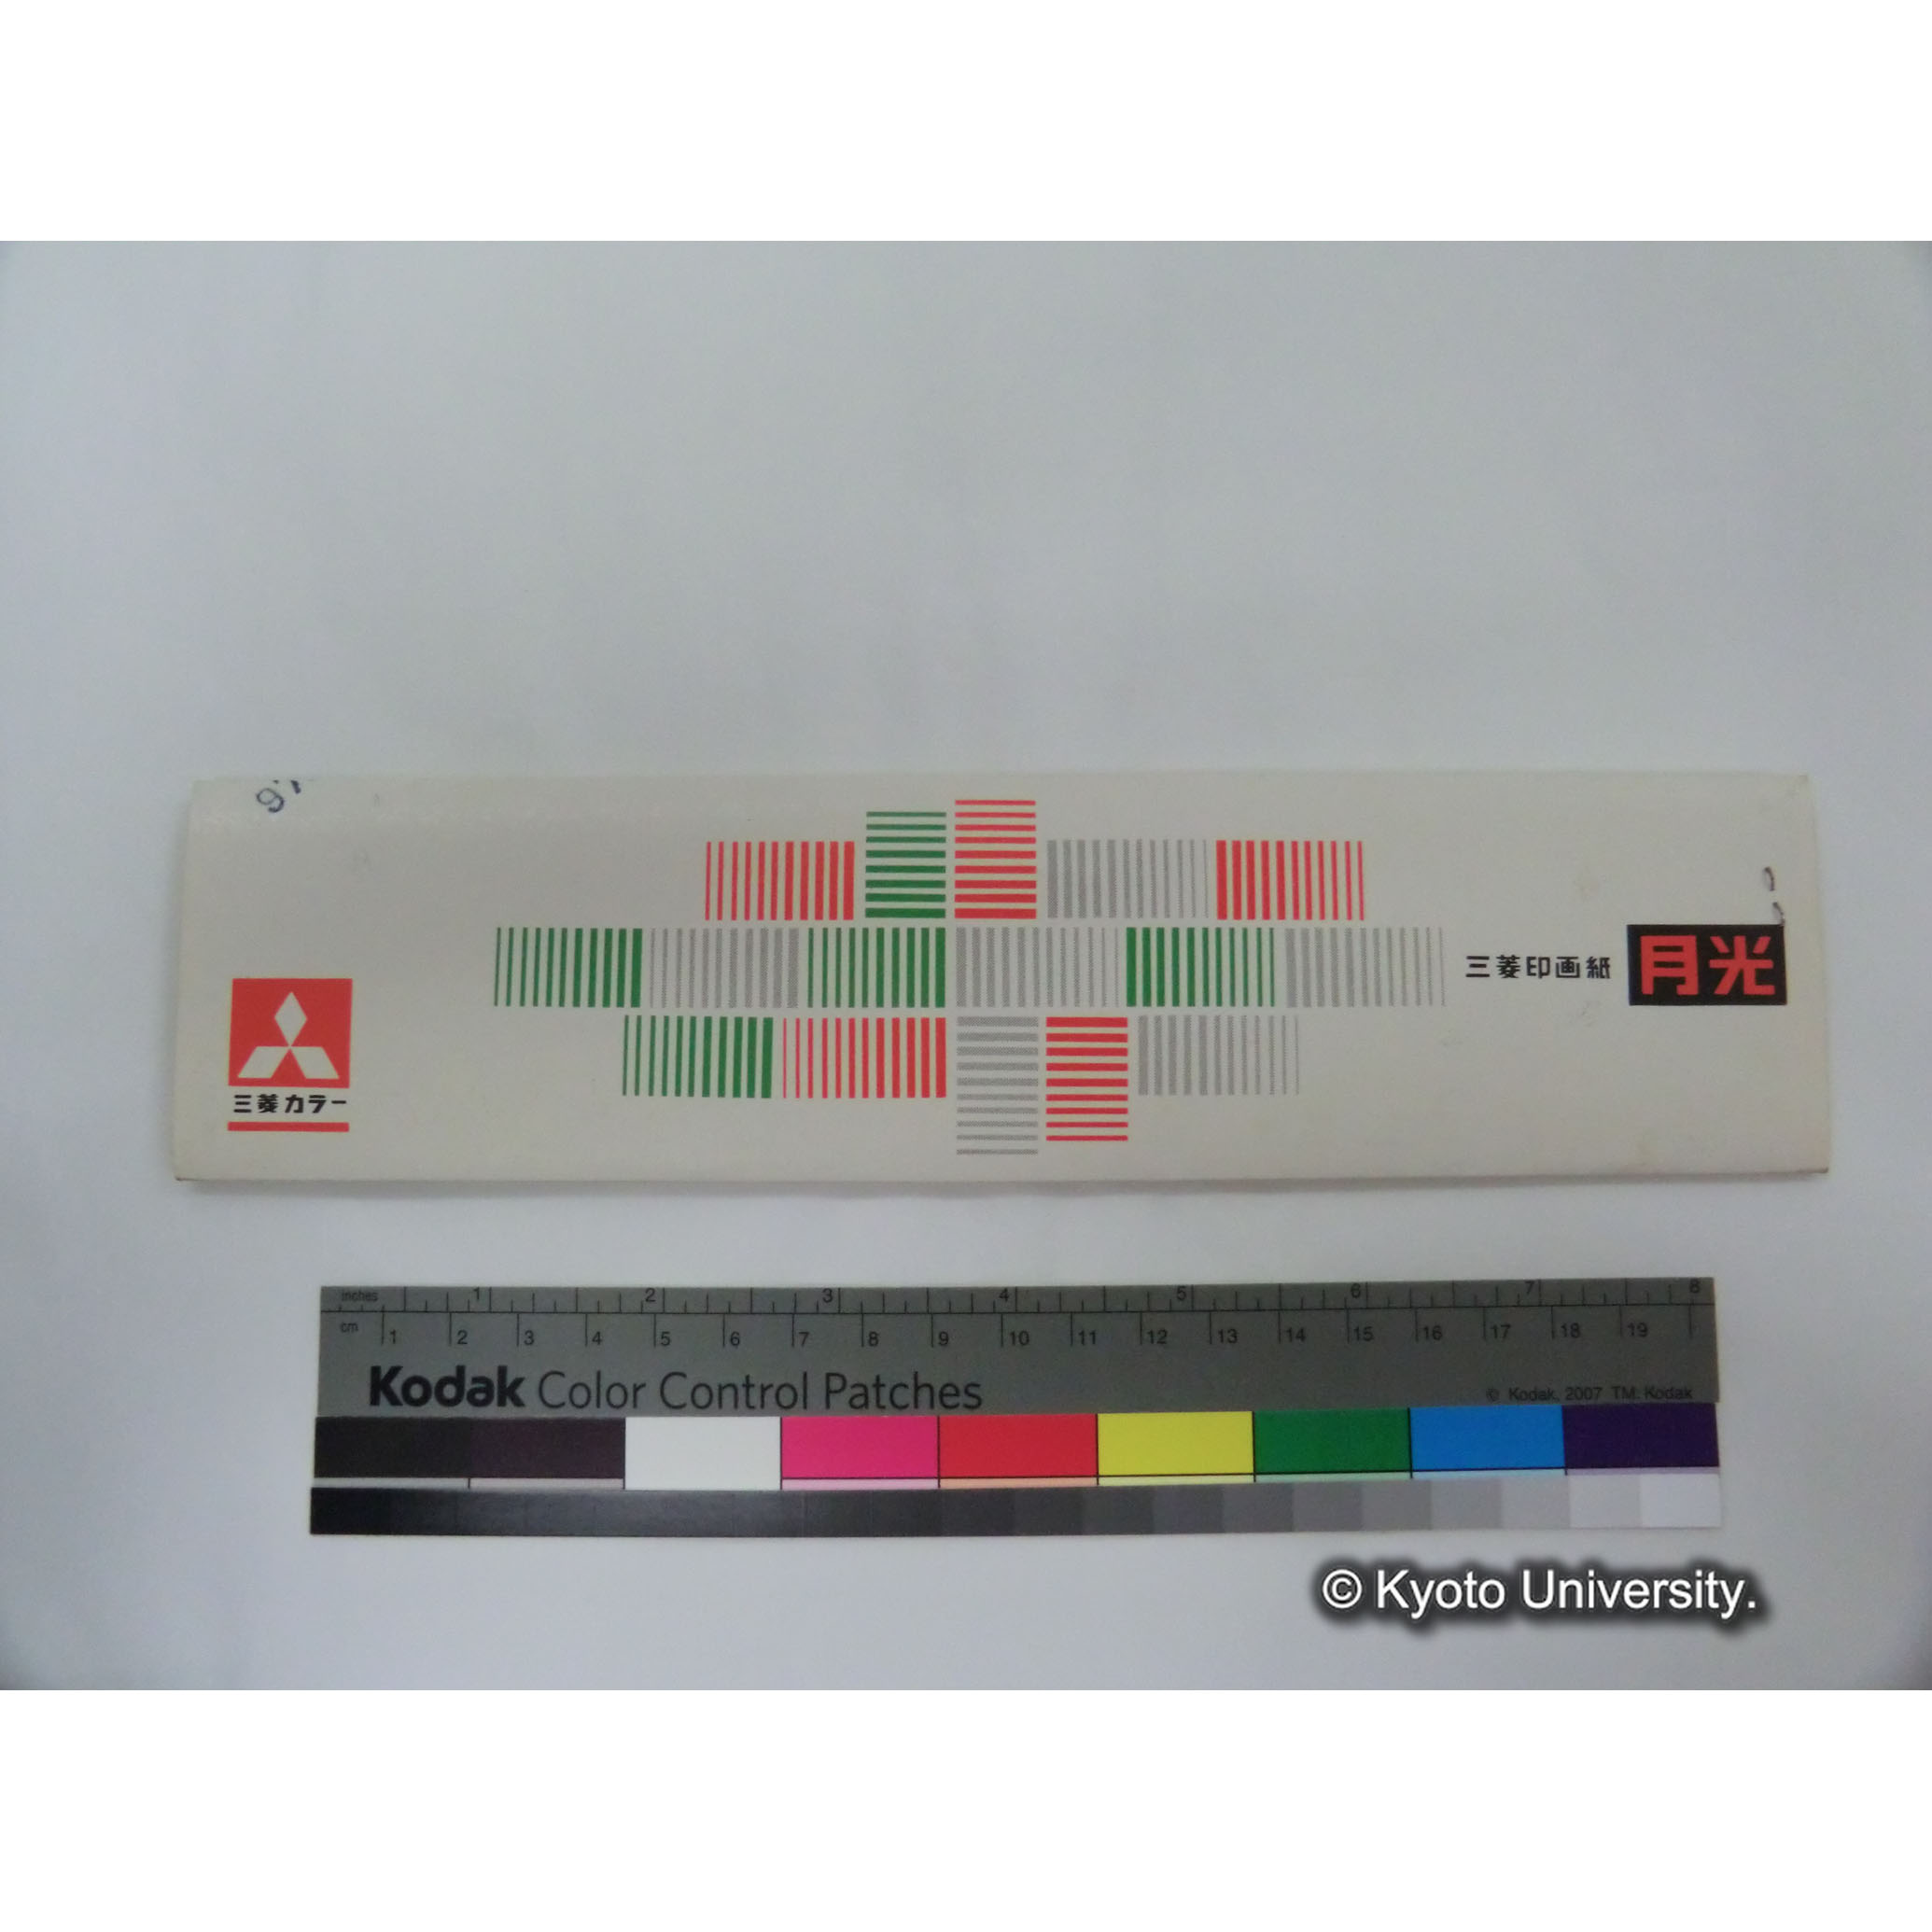 三菱印画紙 月光
三菱カラー
inches 1 2 3 4 5 6 7 8
cm 1 2 3 4 5 6 7 8 9 10 11 12 13 14 15 16 17 18 19
Kodak Color Control Patches
© Kodak, 2007 TM: Kodak
© Kyoto University.